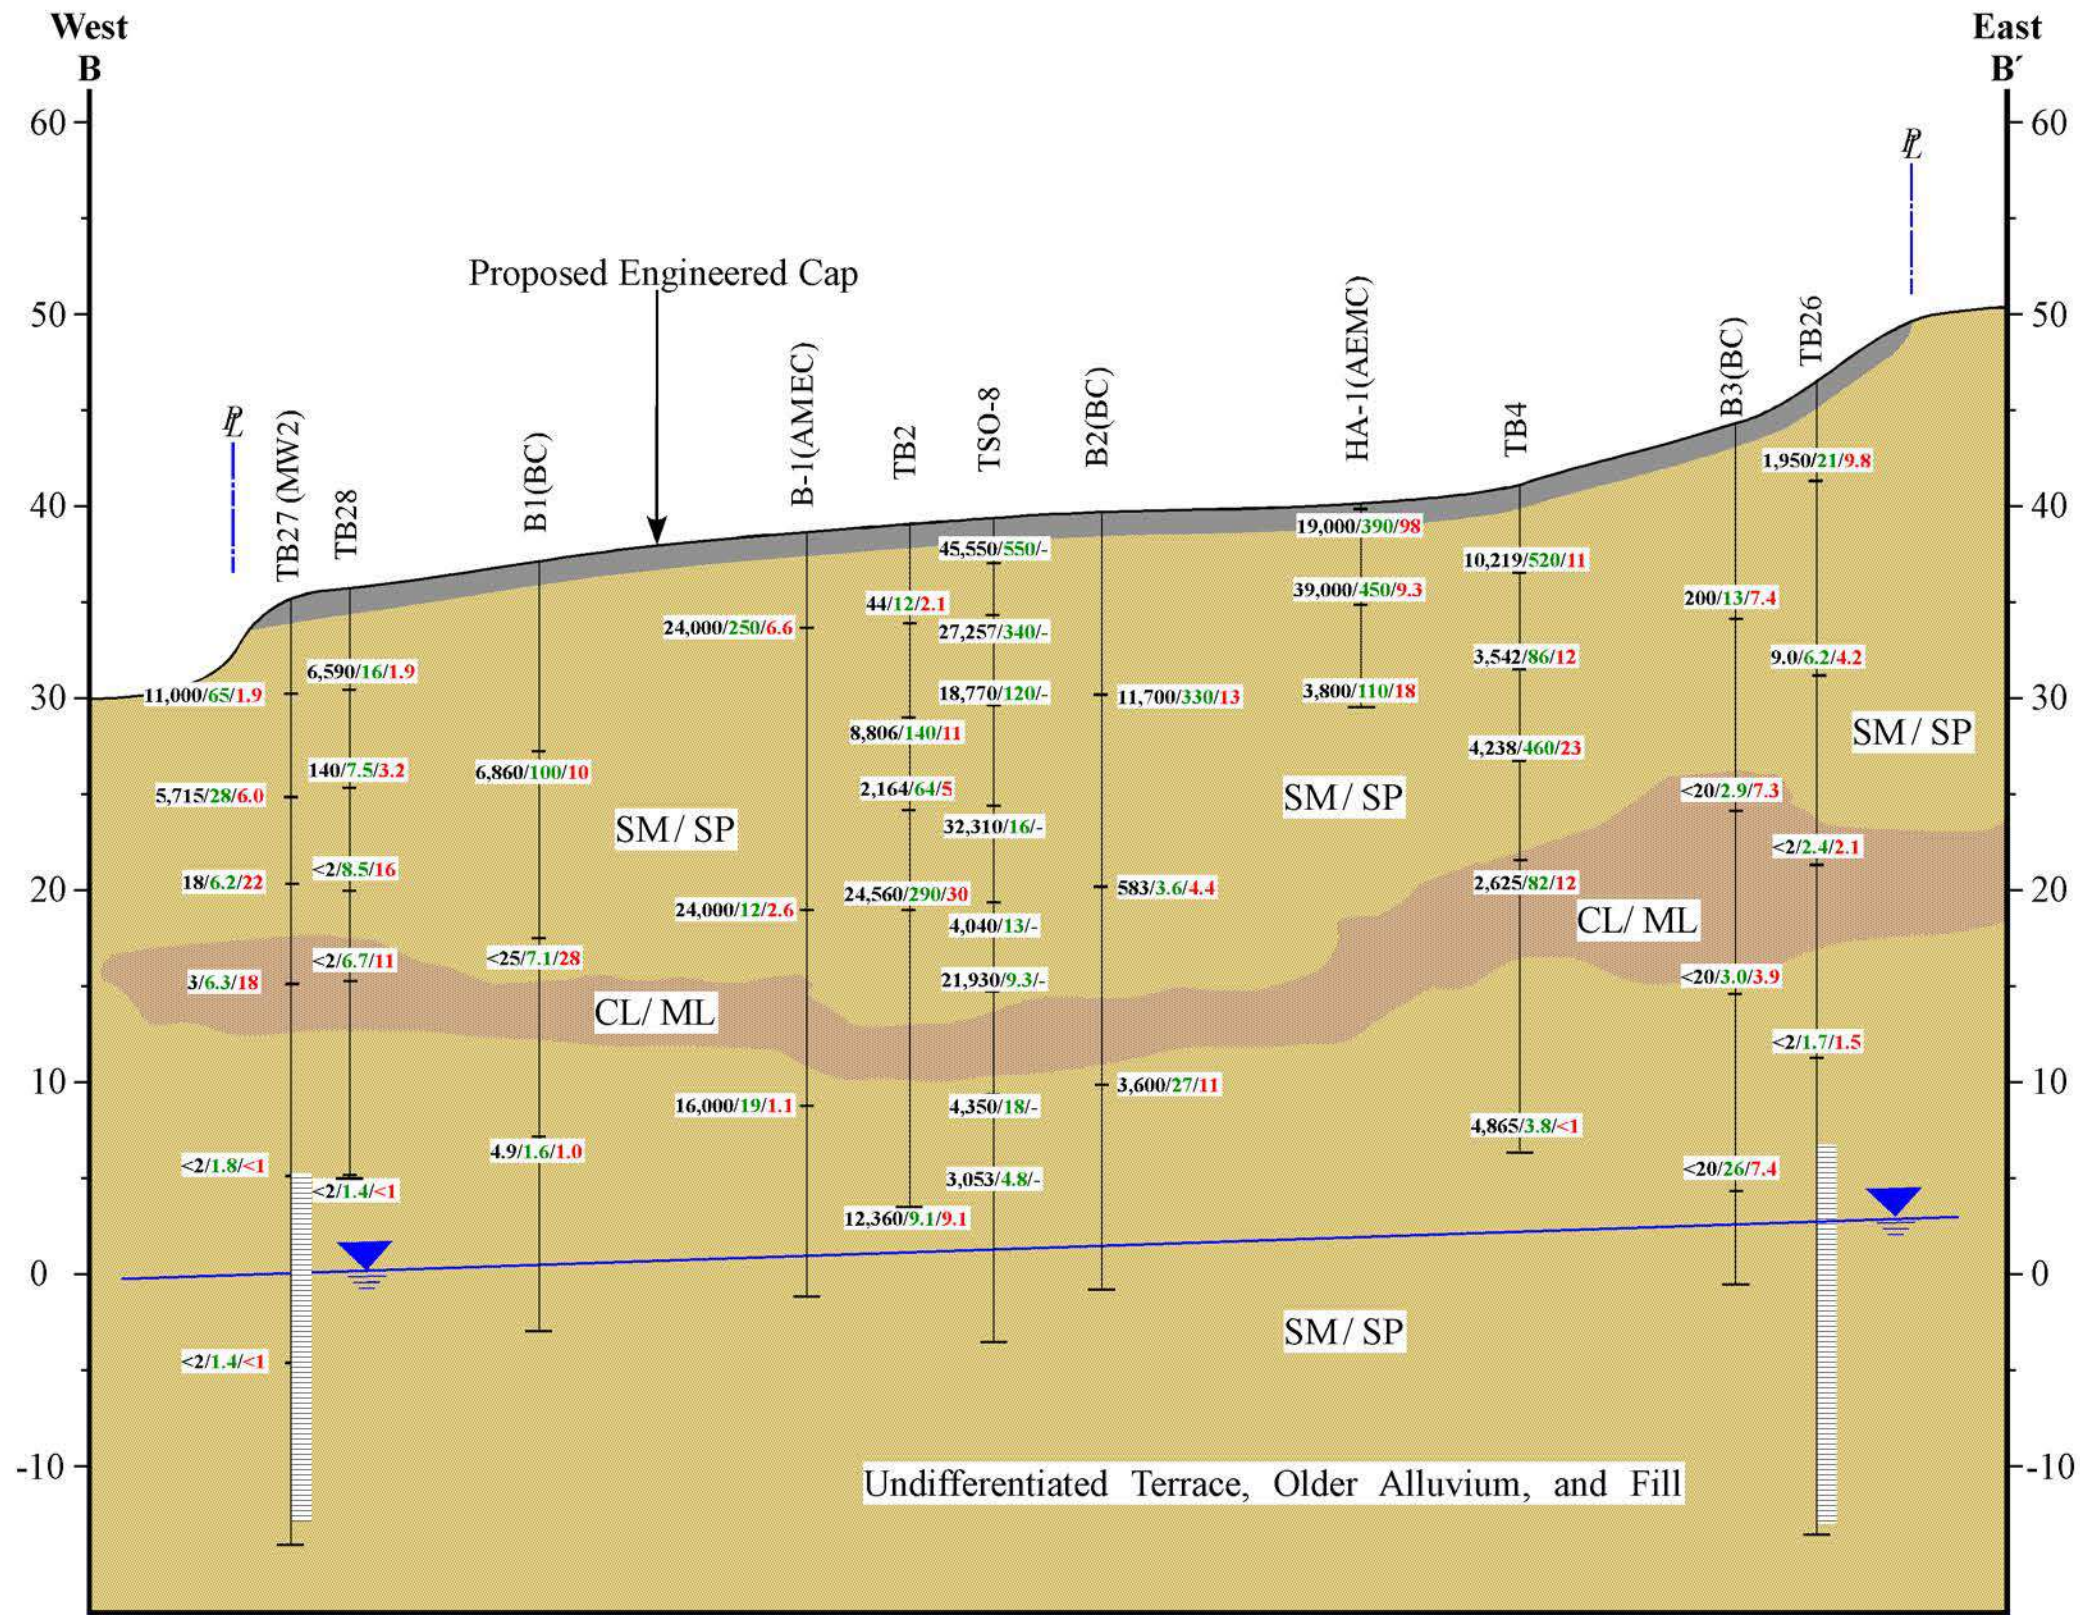 West
East
B
B´
60
60
PL
Proposed Engineered Cap
50
50
PL
TB27 (MW2)
TB28
B1(BC)
B-1(AMEC)
TB2
TSO-8
B2(BC)
HA-1(AEMC)
TB4
B3(BC)
TB26
1,950/21/9.8
40
40
19,000/390/98
45,550/550/-
10,219/520/11
39,000/450/9.3
200/13/7.4
44/12/2.1
24,000/250/6.6
27,257/340/-
3,542/86/12
9.0/6.2/4.2
6,590/16/1.9
11,000/65/1.9
18,770/120/-
11,700/330/13
3,800/110/18
30
30
8,806/140/11
SM/ SP
4,238/460/23
140/7.5/3.2
6,860/100/10
2,164/64/5
<20/2.9/7.3
5,715/28/6.0
SM/ SP
SM/ SP
32,310/16/-
<2/2.4/2.1
<2/8.5/16
18/6.2/22
2,625/82/12
583/3.6/4.4
24,560/290/30
20
20
24,000/12/2.6
4,040/13/-
CL/ ML
<25/7.1/28
<2/6.7/11
<20/3.0/3.9
3/6.3/18
21,930/9.3/-
CL/ ML
<2/1.7/1.5
10
10
3,600/27/11
16,000/19/1.1
4,350/18/-
4,865/3.8/<1
4.9/1.6/1.0
<2/1.8/<1
<20/26/7.4
3,053/4.8/-
<2/1.4/<1
12,360/9.1/9.1
0
0
SM/ SP
<2/1.4/<1
-10
-10
Undifferentiated Terrace, Older Alluvium, and Fill